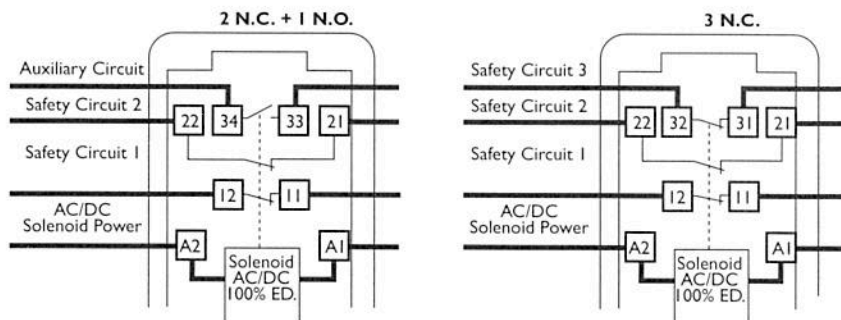 2 N.C. + 1 N.O.
Auxiliary Circuit
Safety Circuit 2
22 34 33 21
Safety Circuit 1
12 11
AC/DC
Solenoid Power
A2 A1
Solenoid
AC/DC
100% ED.
3 N.C.
Safety Circuit 3
Safety Circuit 2
22 32 31 21
Safety Circuit 1
12 11
AC/DC
Solenoid Power
A2 A1
Solenoid
AC/DC
100% ED.